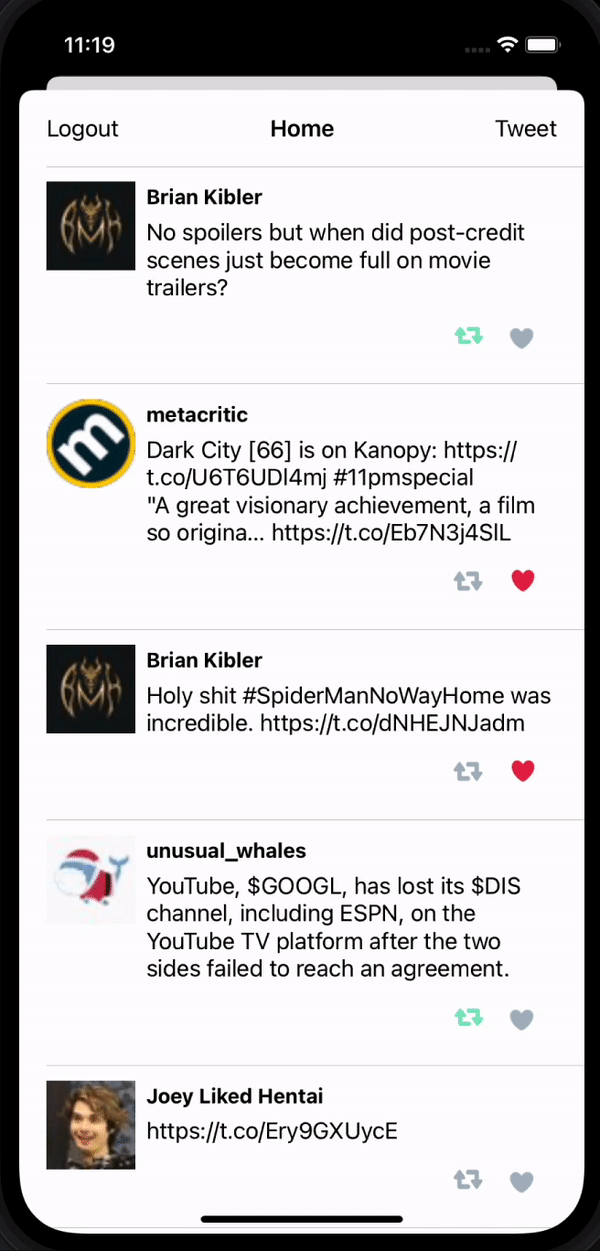 11:19
Logout Home Tweet
Brian Kibler
No spoilers but when did post-credit
scenes just become full on movie
trailers?
metacritic
Dark City [66] is on Kanopy: https://
t.co/U6T6UDl4mj #11pmspecial
"A great visionary achievement, a film
so origina... https://t.co/Eb7N3j4SlL
Brian Kibler
Holy shit #SpiderManNoWayHome was
incredible. https://t.co/dNHEJNJadm
unusual_whales
YouTube, $GOOGL, has lost its $DIS
channel, including ESPN, on the
YouTube TV platform after the two
sides failed to reach an agreement.
Joey Liked Hentai
https://t.co/Ery9GXUycE